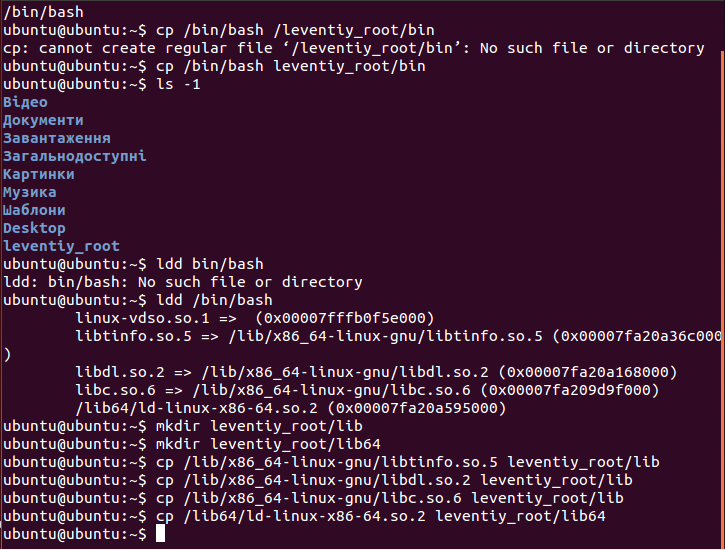 /bin/bash
ubuntu@ubuntu:~$ cp /bin/bash /leventiy_root/bin
cp: cannot create regular file ‘/leventiy_root/bin’: No such file or directory
ubuntu@ubuntu:~$ cp /bin/bash leventiy_root/bin
ubuntu@ubuntu:~$ ls -1
Відео
Документи
Завантаження
Загальнодоступні
Картинки
Музика
Шаблони
Desktop
leventiy_root
ubuntu@ubuntu:~$ ldd bin/bash
ldd: bin/bash: No such file or directory
ubuntu@ubuntu:~$ ldd /bin/bash
        linux-vdso.so.1 =>  (0x00007fffb0f5e000)
        libtinfo.so.5 => /lib/x86_64-linux-gnu/libtinfo.so.5 (0x00007fa20a36c000
)
        libdl.so.2 => /lib/x86_64-linux-gnu/libdl.so.2 (0x00007fa20a168000)
        libc.so.6 => /lib/x86_64-linux-gnu/libc.so.6 (0x00007fa209d9f000)
        /lib64/ld-linux-x86-64.so.2 (0x00007fa20a595000)
ubuntu@ubuntu:~$ mkdir leventiy_root/lib
ubuntu@ubuntu:~$ mkdir leventiy_root/lib64
ubuntu@ubuntu:~$ cp /lib/x86_64-linux-gnu/libtinfo.so.5 leventiy_root/lib
ubuntu@ubuntu:~$ cp /lib/x86_64-linux-gnu/libdl.so.2 leventiy_root/lib
ubuntu@ubuntu:~$ cp /lib/x86_64-linux-gnu/libc.so.6 leventiy_root/lib
ubuntu@ubuntu:~$ cp /lib64/ld-linux-x86-64.so.2 leventiy_root/lib64
ubuntu@ubuntu:~$